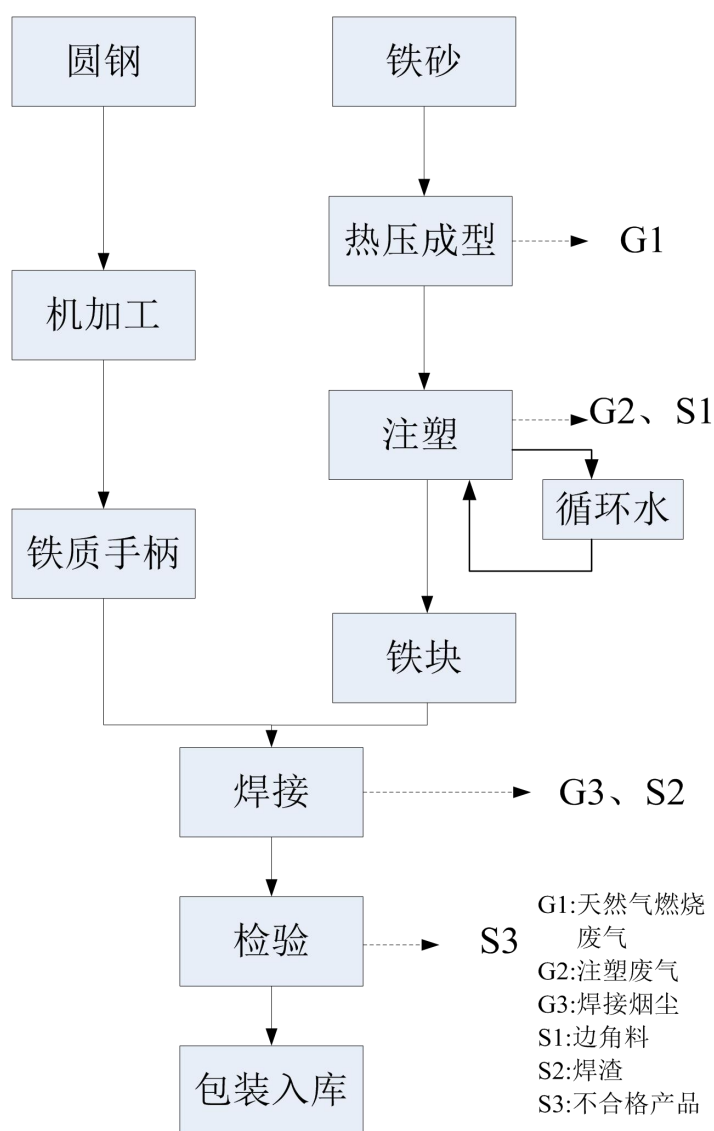 圆钢
铁砂
热压成型
G1
机加工
注塑
G2、S1
循环水
铁质手柄
铁块
焊接
G3、S2
检验
S3
包装入库
G1:天然气燃烧
废气
G2:注塑废气
G3:焊接烟尘
S1:边角料
S2:焊渣
S3:不合格产品